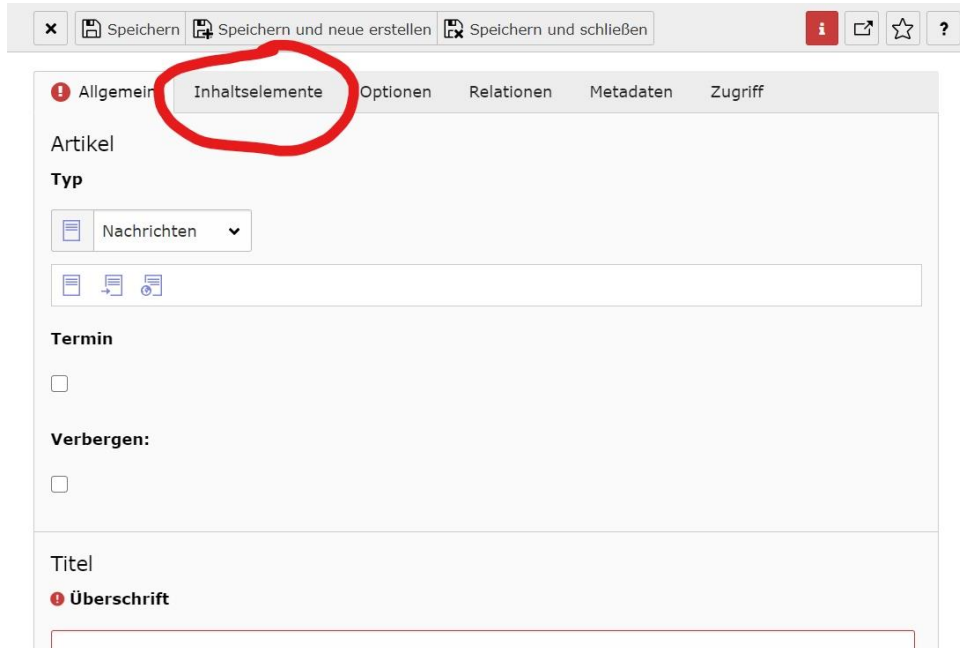 Speichern Speichern und neue erstellen Speichern und schließen i ?
Allgemein Inhaltselemente Optionen Relationen Metadaten Zugriff
Artikel
Typ
Nachrichten
Termin
Verbergen:
Titel
Überschrift